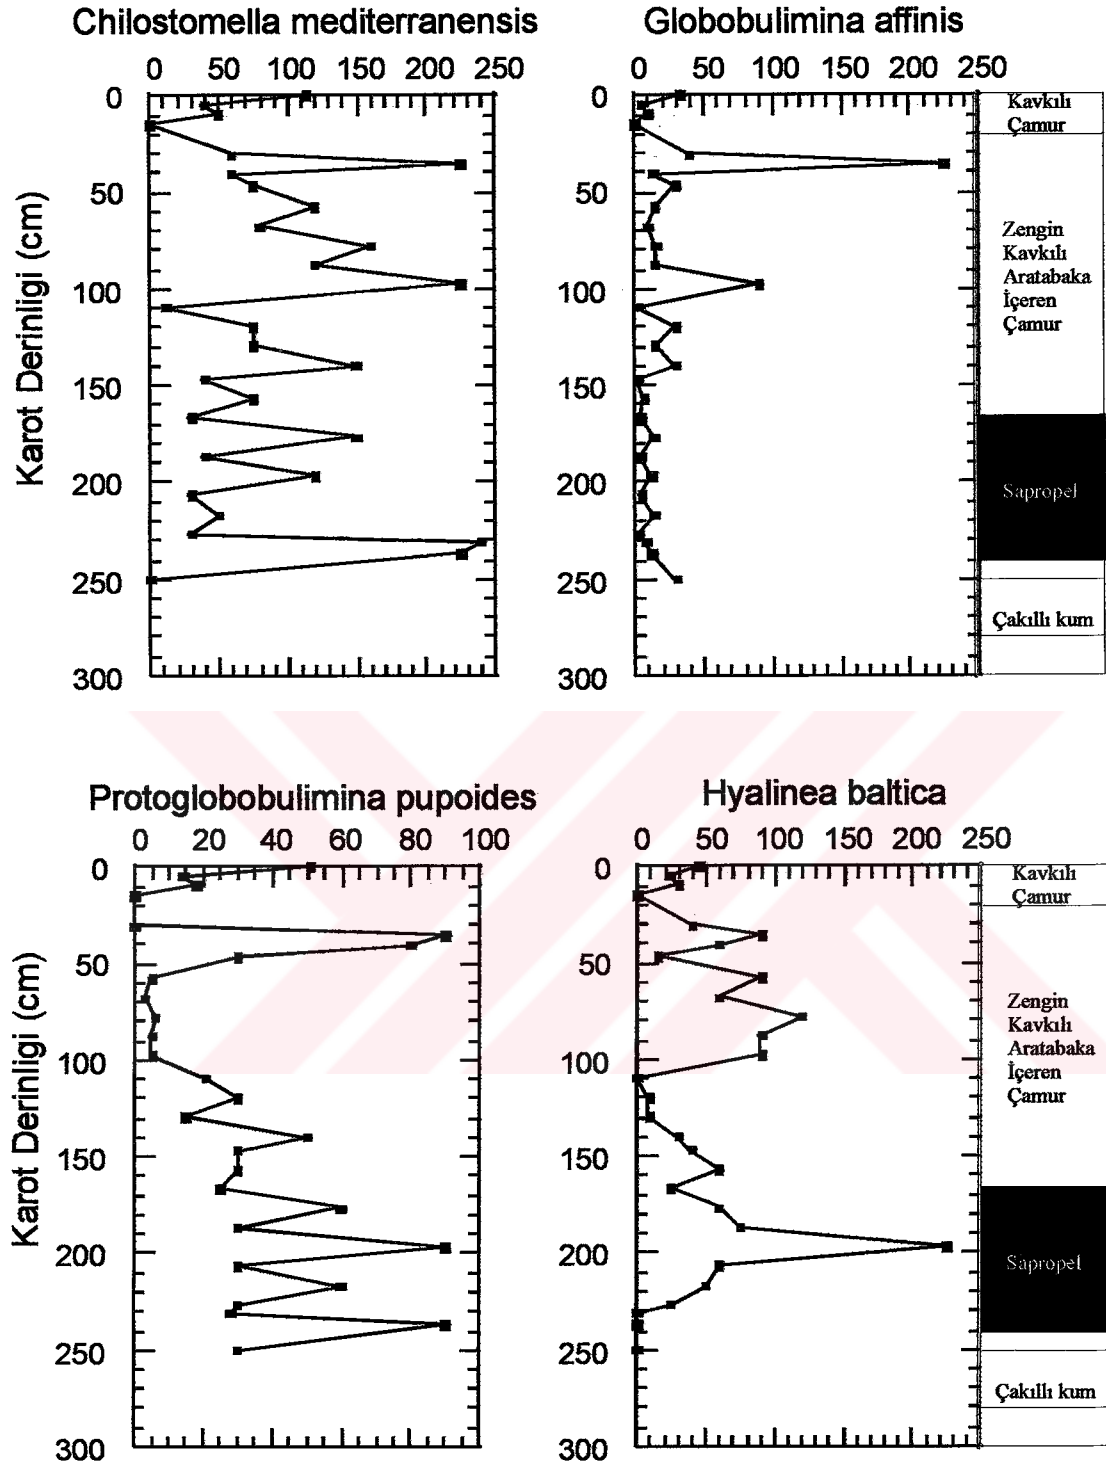 Chilostomella mediterranensis
Globobulimina affinis
0 50 100 150 200 250
0 50 100 150 200 250
0
50
100
150
200
250
300
Karot Derinligi (cm)
0
50
100
150
200
250
300
Kavkılı
Çamur
Zengin
Kavkılı
Aratabaka
İçeren
Çamur
Sapropel
Çakıllı kum
Protoglobobulimina pupoides
Hyalinea baltica
0 20 40 60 80 100
0 50 100 150 200 250
0
50
100
150
200
250
300
Karot Derinligi (cm)
0
50
100
150
200
250
300
Kavkılı
Çamur
Zengin
Kavkılı
Aratabaka
İçeren
Çamur
Sapropel
Çakıllı kum